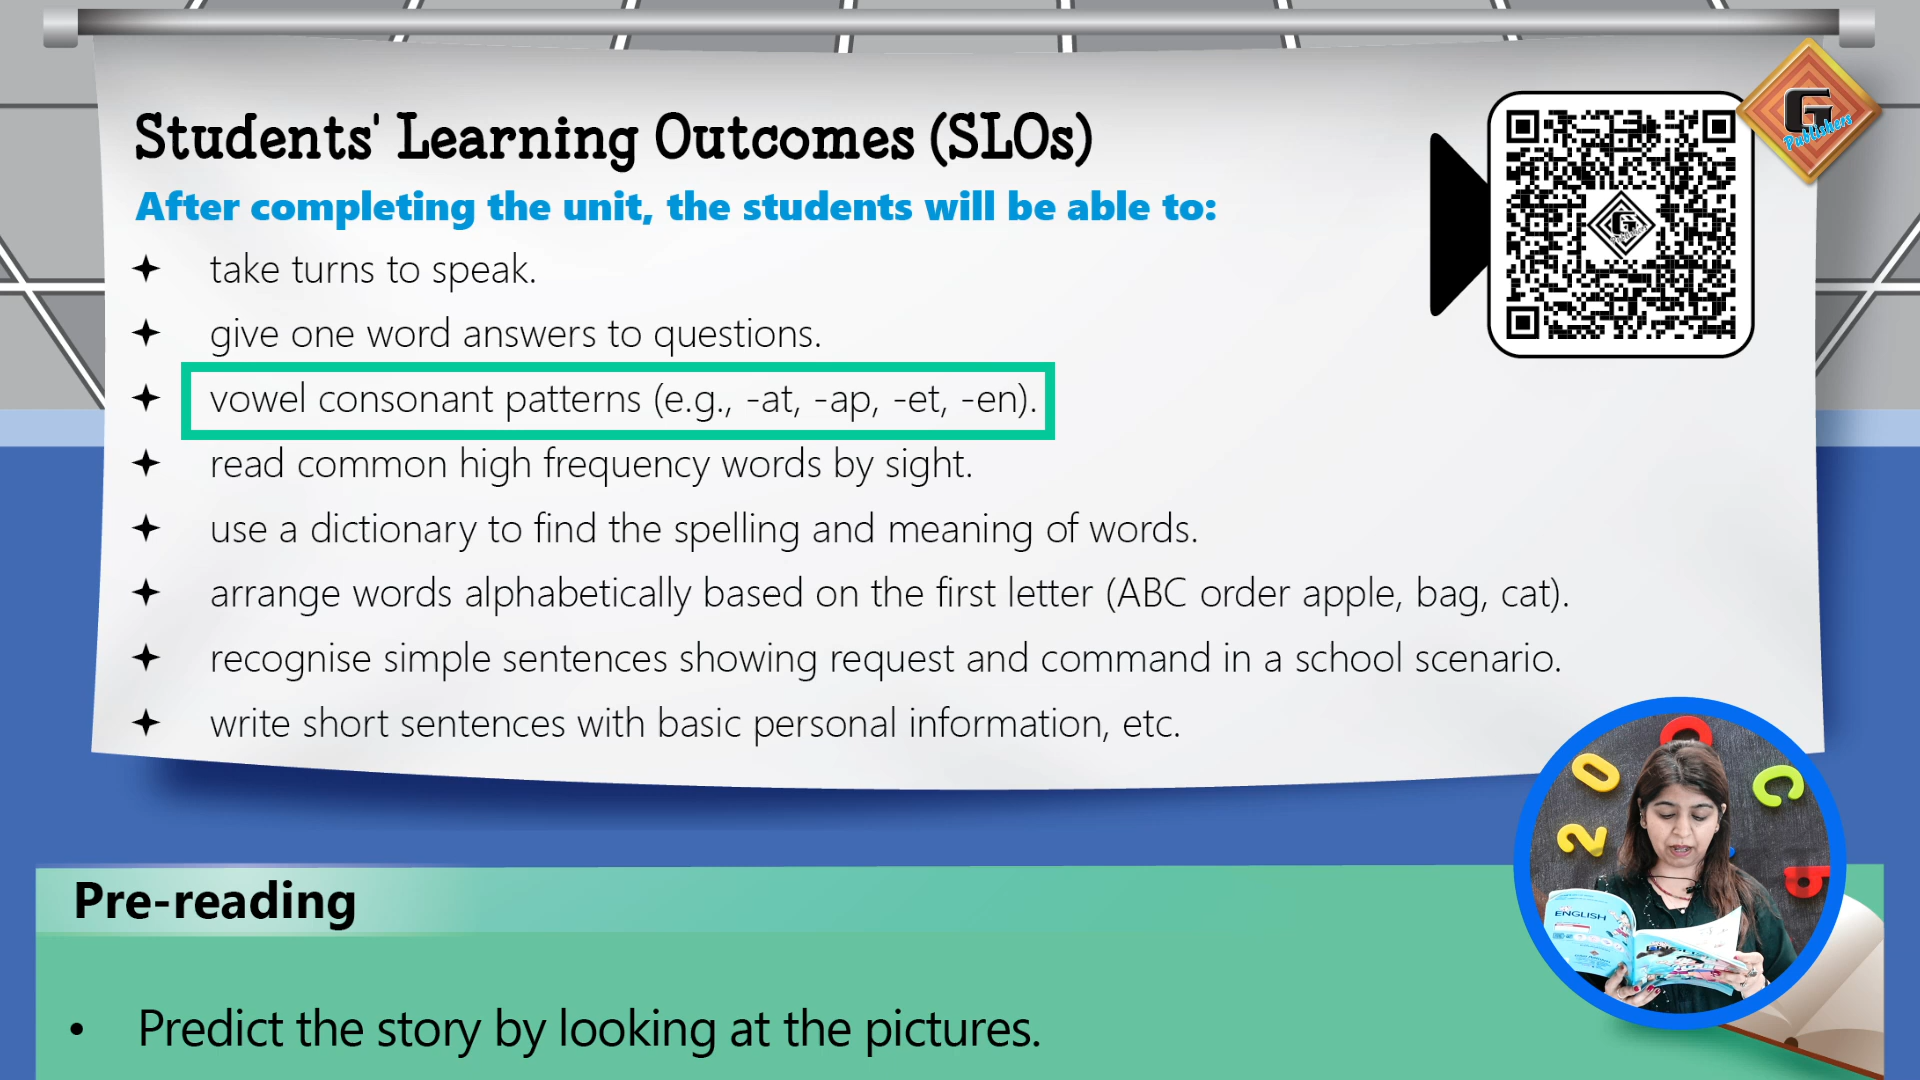 Students' Learning Outcomes (SLOs)
After completing the unit, the students will be able to:
take turns to speak.
give one word answers to questions.
vowel consonant patterns (e.g., -at, -ap, -et, -en).
read common high frequency words by sight.
use a dictionary to find the spelling and meaning of words.
arrange words alphabetically based on the first letter (ABC order apple, bag, cat).
recognise simple sentences showing request and command in a school scenario.
write short sentences with basic personal information, etc.
G
Publishers
Pre-reading
• Predict the story by looking at the pictures.
ENGLISH